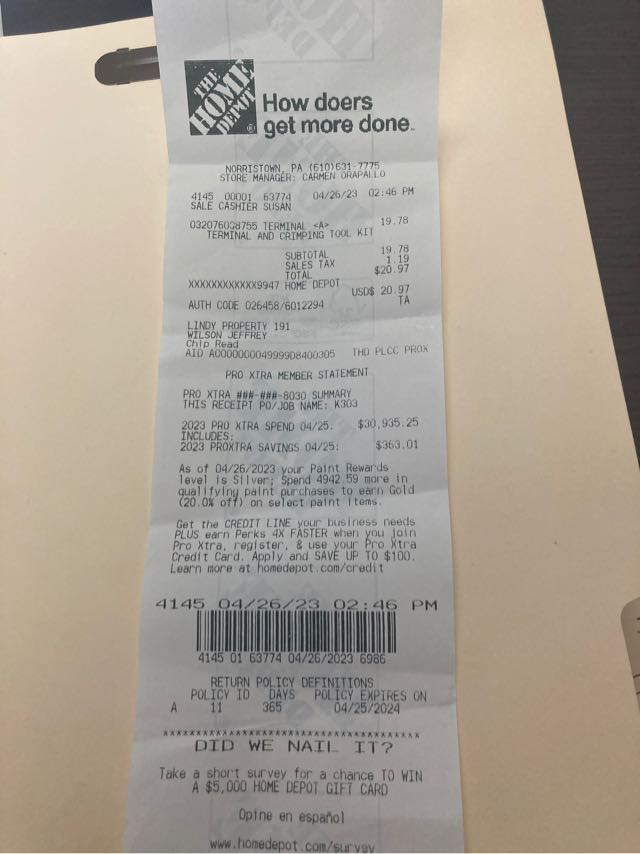 THE
HOME
DEPOT
How doers
get more done.
NORRISTOWN, PA (610)631-7775
STORE MANAGER: CARMEN ORAPALLO
4145 00001 63774 04/26/23 02:46 PM
SALE CASHIER SUSAN
032076038755 TERMINAL <A> 19.78
TERMINAL AND CRIMPING TOOL KIT
SUBTOTAL 19.78
SALES TAX 1.19
TOTAL $20.97
XXXXXXXXXXXX9947 HOME DEPOT
USD$ 20.97
AUTH CODE 026458/6012294 TA
LINDY PROPERTY 191
WILSON JEFFREY
Chip Read
AID A0000000049999D8400305 THD PLCC PROX
PRO XTRA MEMBER STATEMENT
PRO XTRA ###-###-8030 SUMMARY
THIS RECEIPT PO/JOB NAME: K303
2023 PRO XTRA SPEND 04/25: $30,935.25
INCLUDES:
2023 PROXTRA SAVINGS 04/25: $363.01
As of 04/26/2023 your Paint Rewards
level is Silver; Spend 4942.59 more in
qualifying paint purchases to earn Gold
(20.0% off) on select paint items.
Get the CREDIT LINE your business needs
PLUS earn Perks 4X FASTER when you join
Pro Xtra, register, & use your Pro Xtra
Credit Card. Apply and SAVE UP TO $100.
Learn more at homedepot.com/credit
4145 04/26/23 02:46 PM
4145 01 63774 04/26/2023 6986
RETURN POLICY DEFINITIONS
POLICY ID DAYS POLICY EXPIRES ON
A 11 365 04/25/2024
DID WE NAIL IT?
Take a short survey for a chance TO WIN
A $5,000 HOME DEPOT GIFT CARD
Opine en español
www.homedepot.com/survey